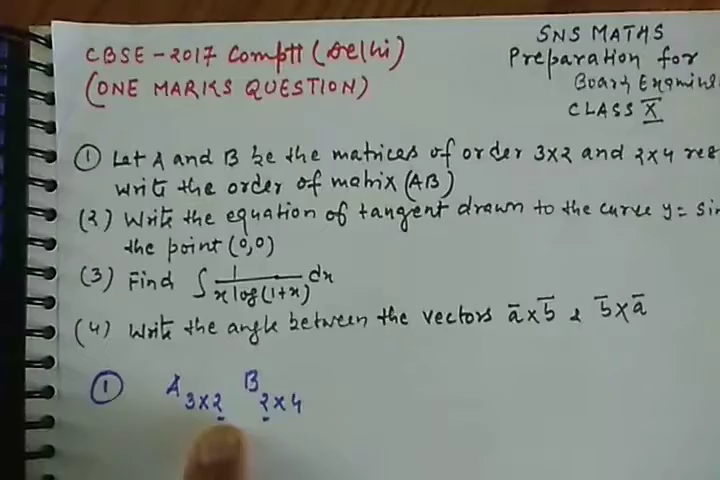 CBSE-2017 Comptt (Delhi)
(ONE MARKS QUESTION)
SNS MATHS
Preparation for
Board
CLASS X
① Let A and B be the matrices of order 3x2 and 2x4
write the order of matrix (AB)
(2) Write the equation of tangent drawn to the curve y = sin
the point (0,0)
(3) Find ∫ 1/(x log(1+x)) dx
(4) Write the angle between the vectors a̅ x b̅ & b̅ x a̅
① A 3x2 B 2x4